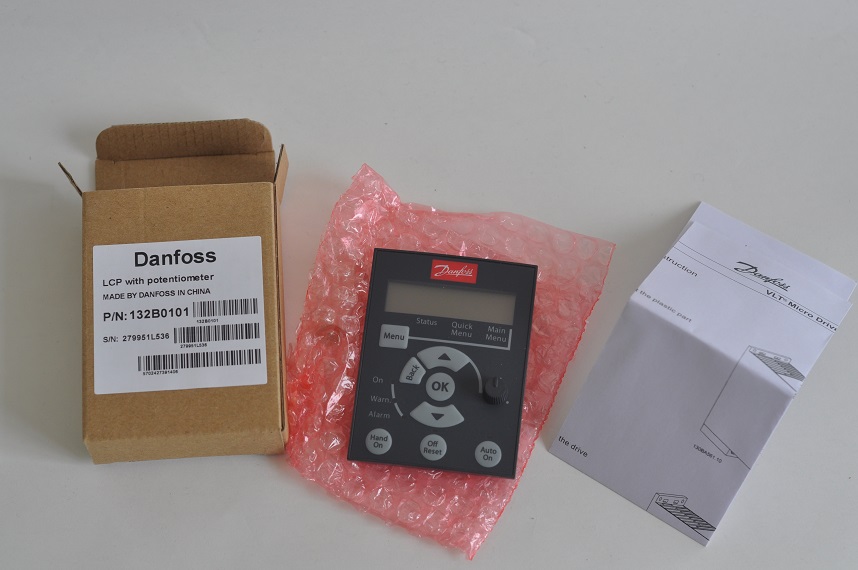 Danfoss
LCP with potentiometer
MADE BY DANFOSS IN CHINA
P/N: 132B0101
132B0101
S/N: 279951L536
279951L536
Danfoss
Status
Quick Menu
Main Menu
Menu
Back
OK
On
Warn.
Alarm
Hand On
Off Reset
Auto On
Danfoss
VLT® Micro Drive
the plastic part
130BA561.10
the drive